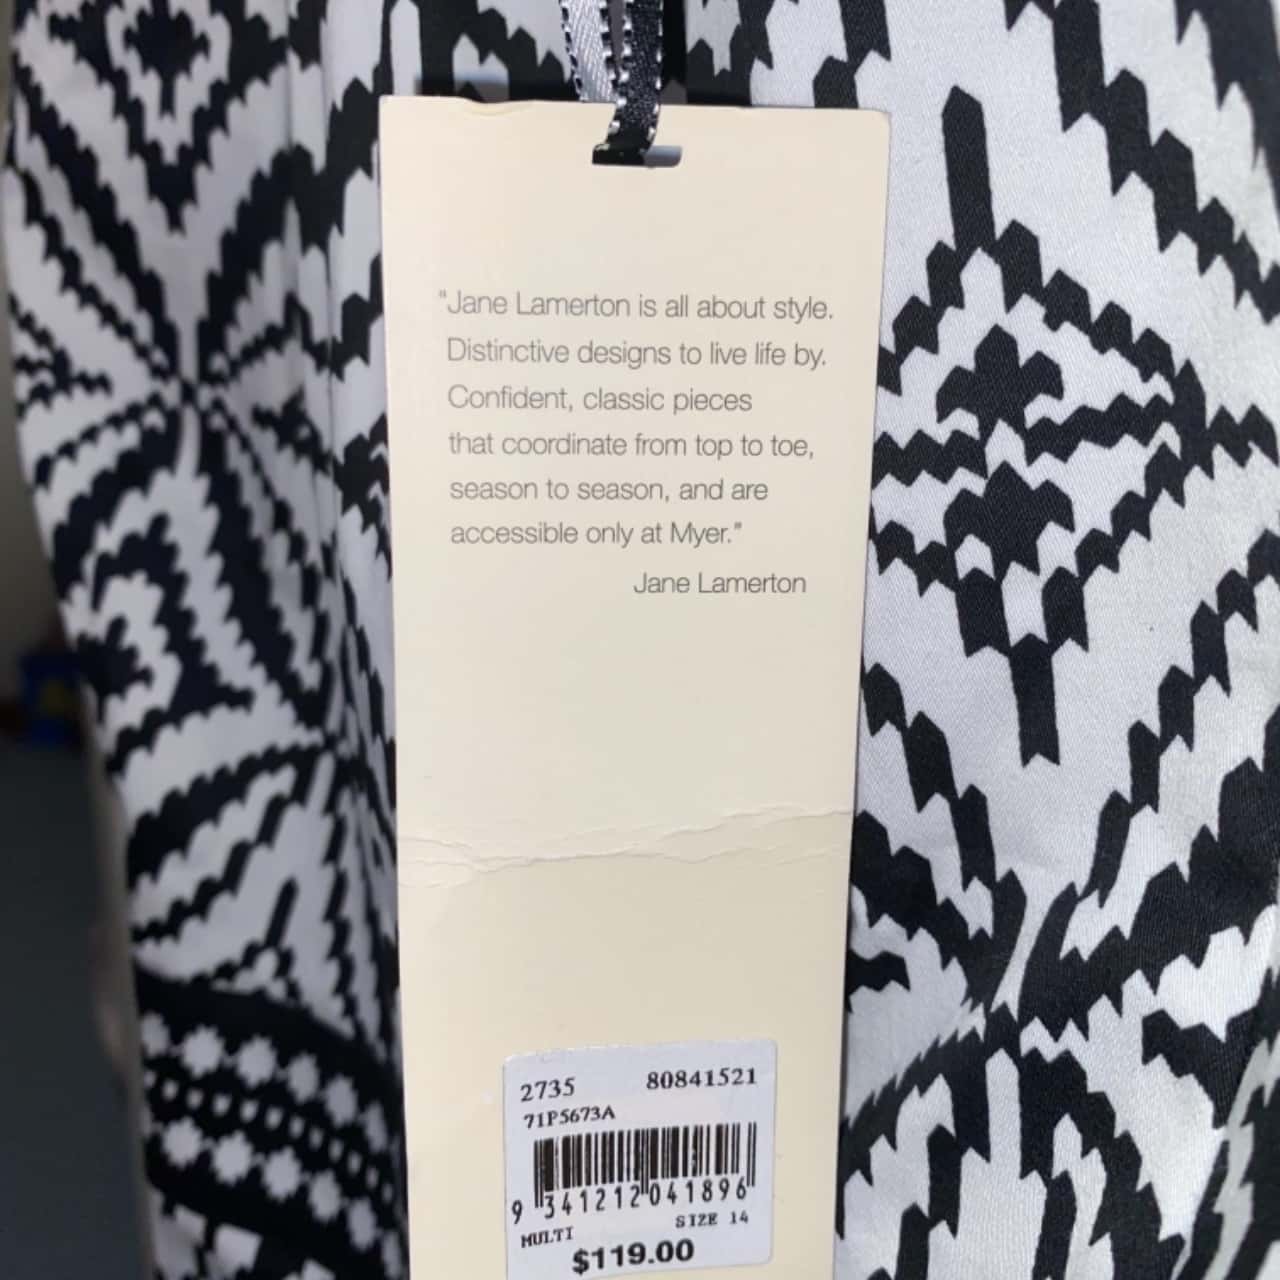 "Jane Lamerton is all about style.
Distinctive designs to live life by.
Confident, classic pieces
that coordinate from top to toe,
season to season, and are
accessible only at Myer."
Jane Lamerton
2735 80841521
71P5673A
9 341212 041896
MULTI SIZE 14
$119.00